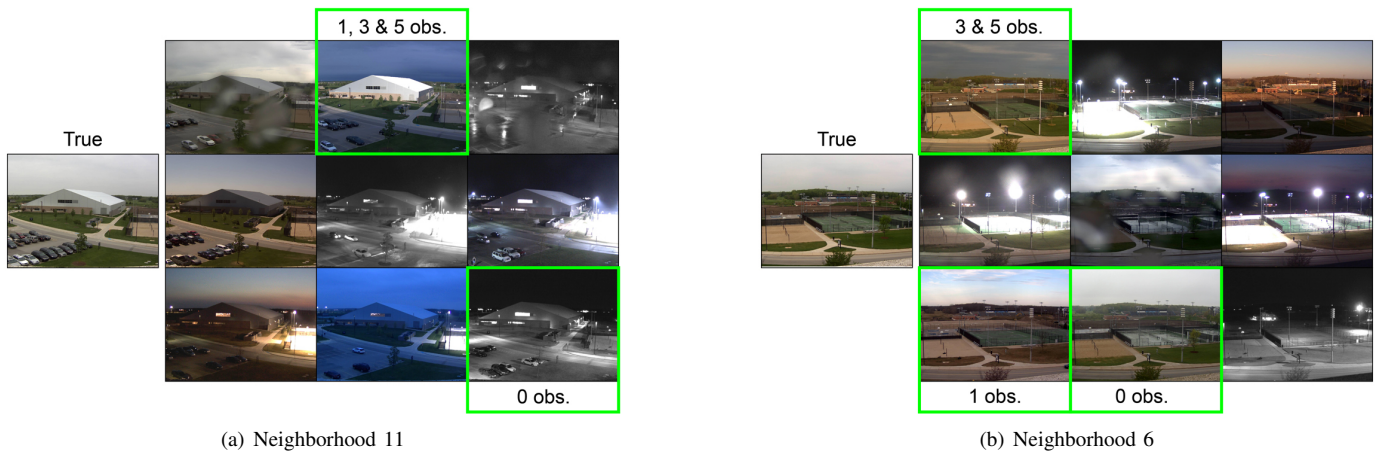 1, 3 & 5 obs.
True
0 obs.
(a) Neighborhood 11
3 & 5 obs.
True
1 obs.
0 obs.
(b) Neighborhood 6